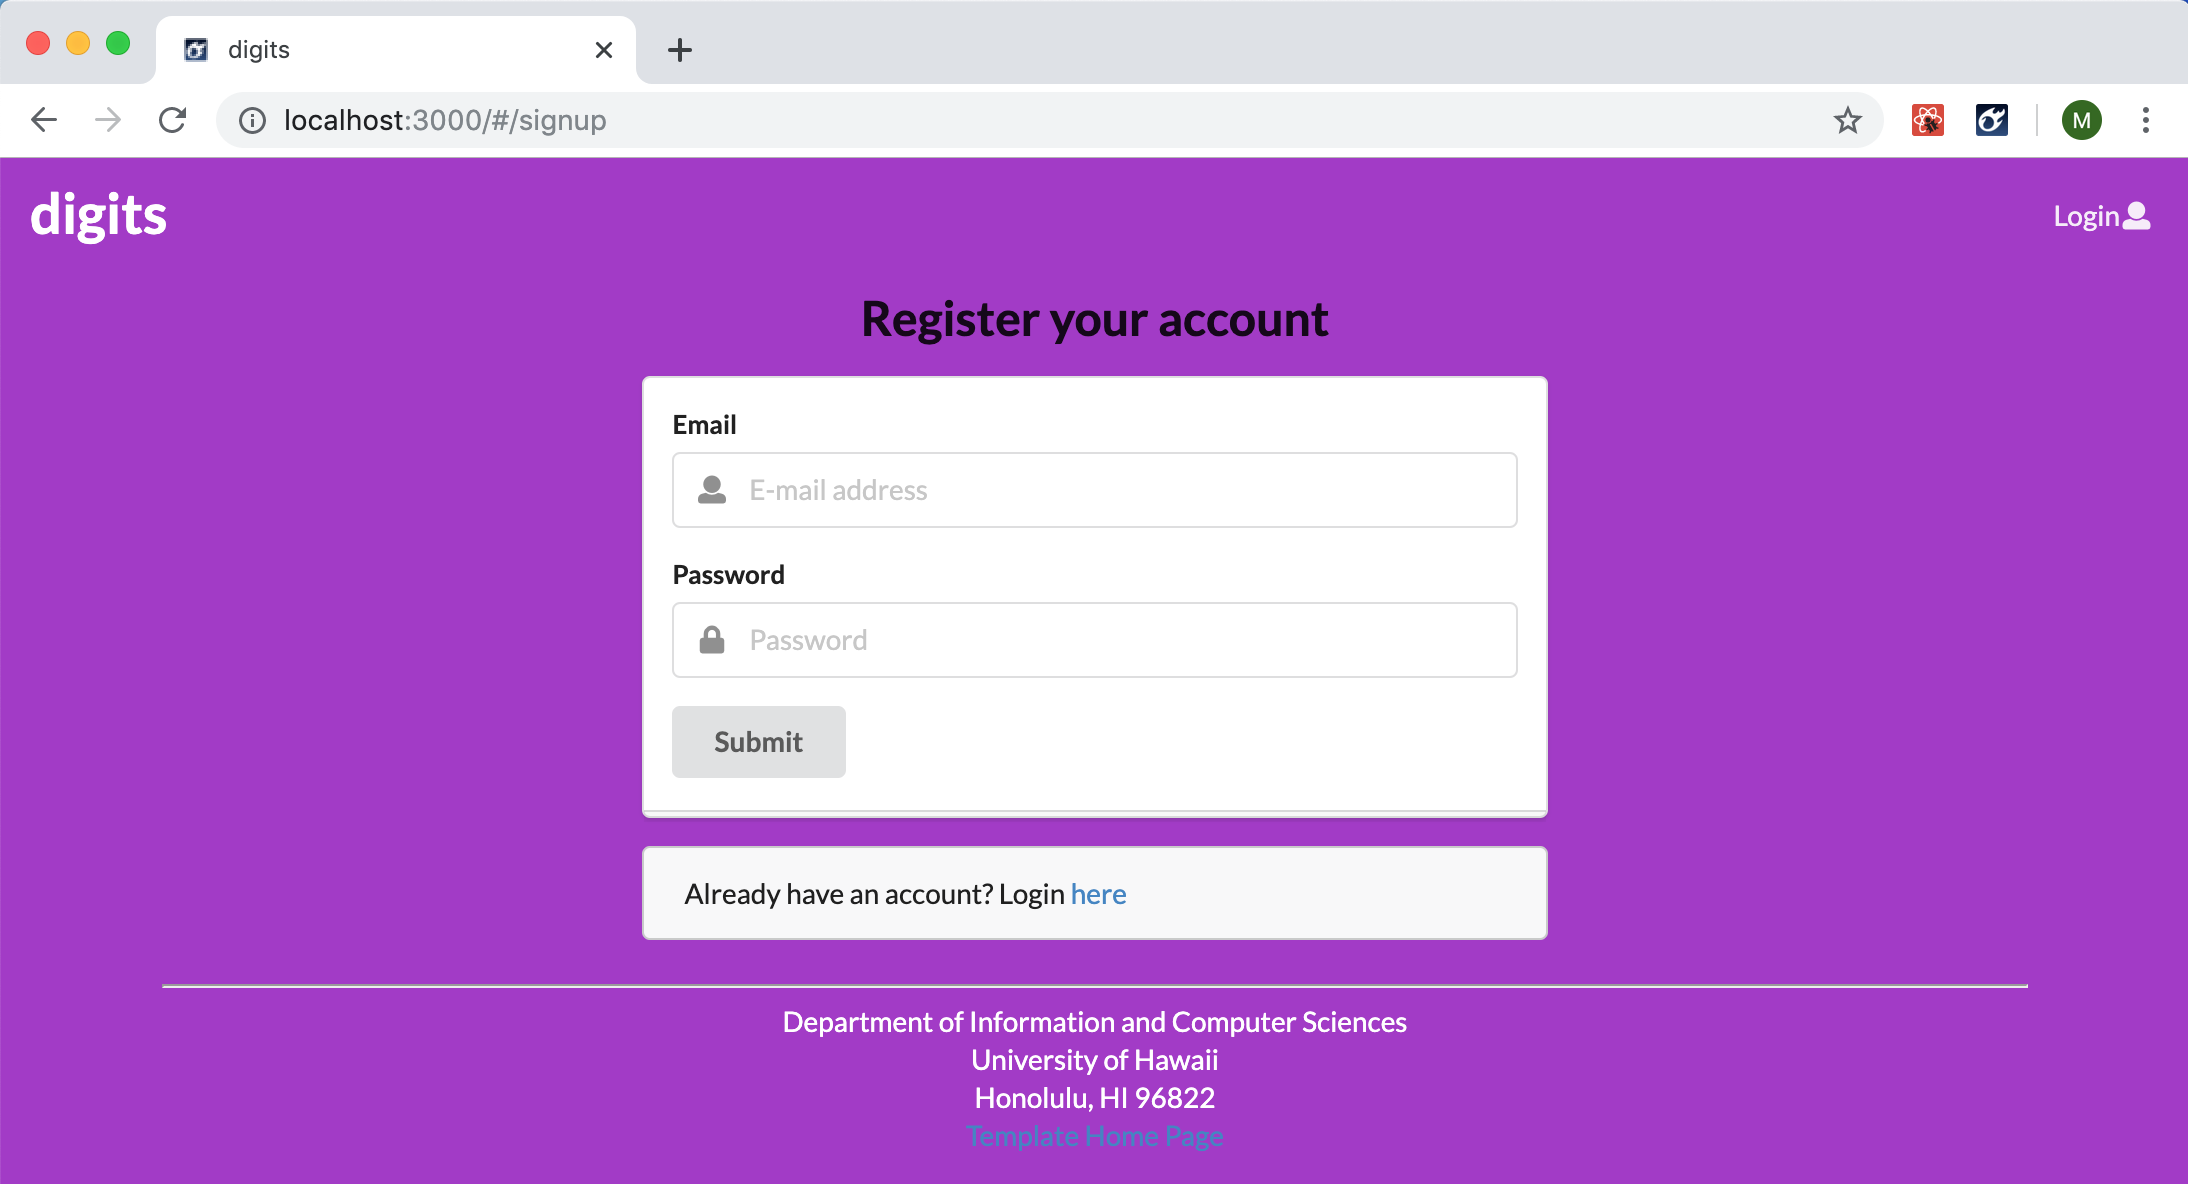 digits
localhost:3000/#/signup
M
digits
Login
Register your account
Email
E-mail address
Password
Password
Submit
Already have an account? Login here
Department of Information and Computer Sciences
University of Hawaii
Honolulu, HI 96822
Template Home Page